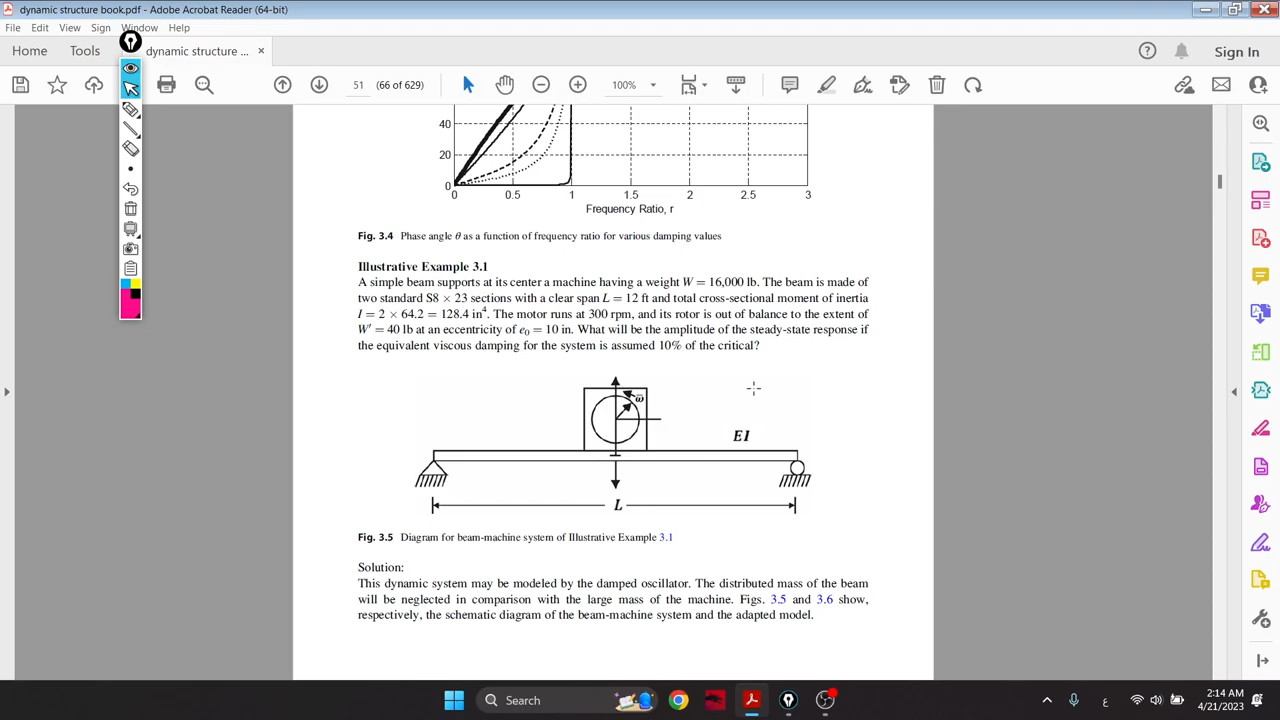 dynamic structure book.pdf - Adobe Acrobat Reader (64-bit)
File Edit View Sign Window Help
Home Tools dynamic structure ... ×
Sign In
51 (66 of 629)
100%
40
20
0
0 0.5 1 1.5 2 2.5 3
Frequency Ratio, r
Fig. 3.4 Phase angle θ as a function of frequency ratio for various damping values
Illustrative Example 3.1
A simple beam supports at its center a machine having a weight W = 16,000 lb. The beam is made of
two standard S8 × 23 sections with a clear span L = 12 ft and total cross-sectional moment of inertia
I = 2 × 64.2 = 128.4 in⁴. The motor runs at 300 rpm, and its rotor is out of balance to the extent of
W′ = 40 lb at an eccentricity of e₀ = 10 in. What will be the amplitude of the steady-state response if
the equivalent viscous damping for the system is assumed 10% of the critical?
ω̅
EI
L
Fig. 3.5 Diagram for beam-machine system of Illustrative Example 3.1
Solution:
This dynamic system may be modeled by the damped oscillator. The distributed mass of the beam
will be neglected in comparison with the large mass of the machine. Figs. 3.5 and 3.6 show,
respectively, the schematic diagram of the beam-machine system and the adapted model.
Search
ع
2:14 AM
4/21/2023